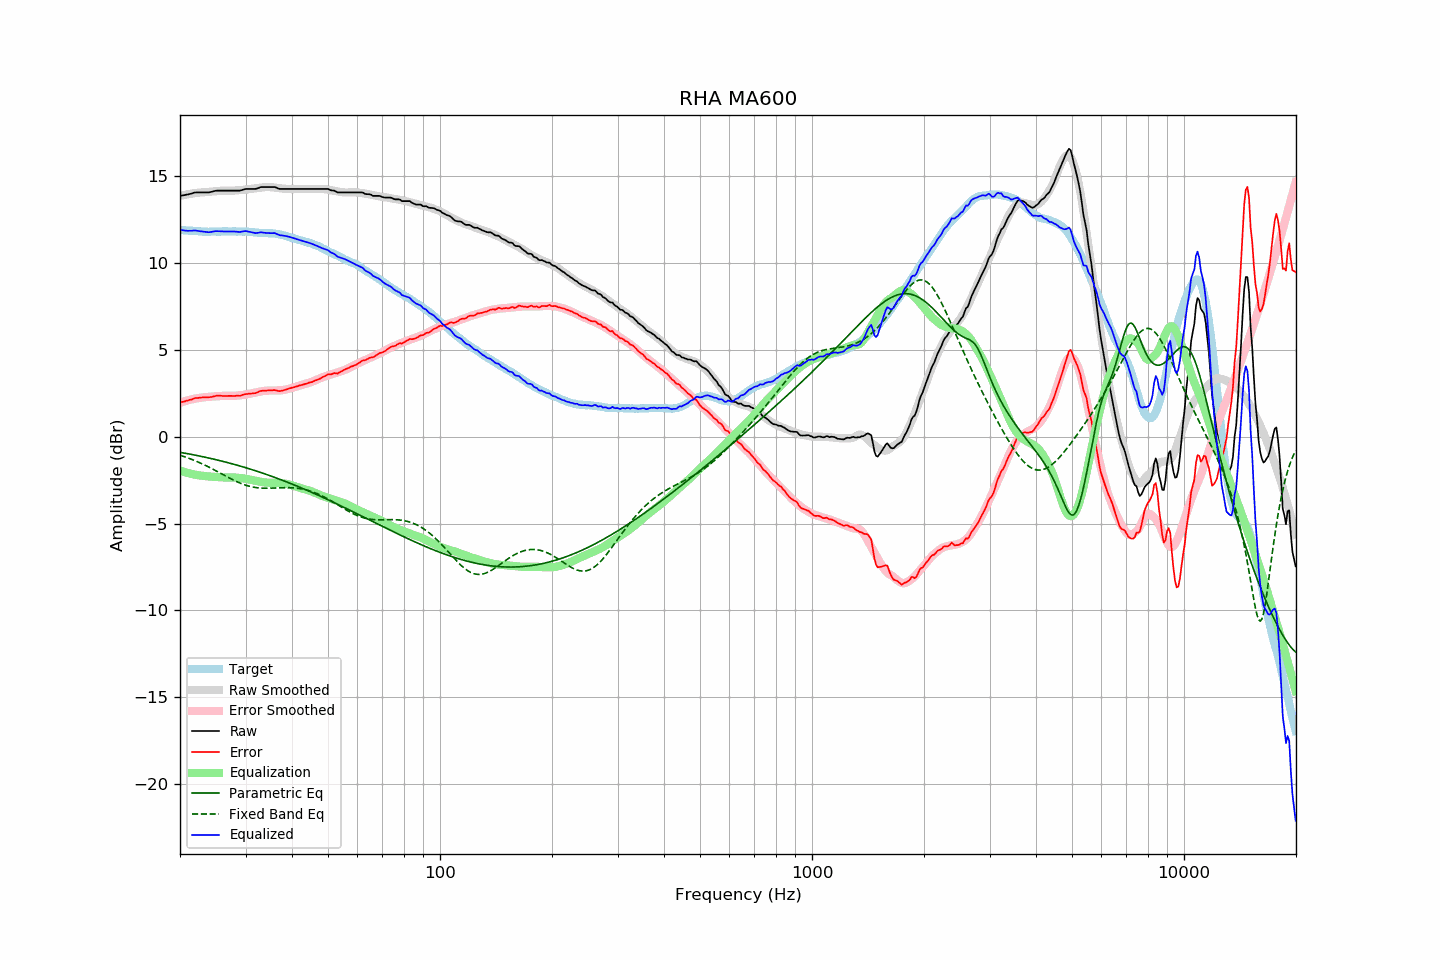 RHA MA600
Amplitude (dBr)
15
10
5
0
−5
−10
−15
−20
Target
Raw Smoothed
Error Smoothed
Raw
Error
Equalization
Parametric Eq
Fixed Band Eq
Equalized
100
1000
10000
Frequency (Hz)